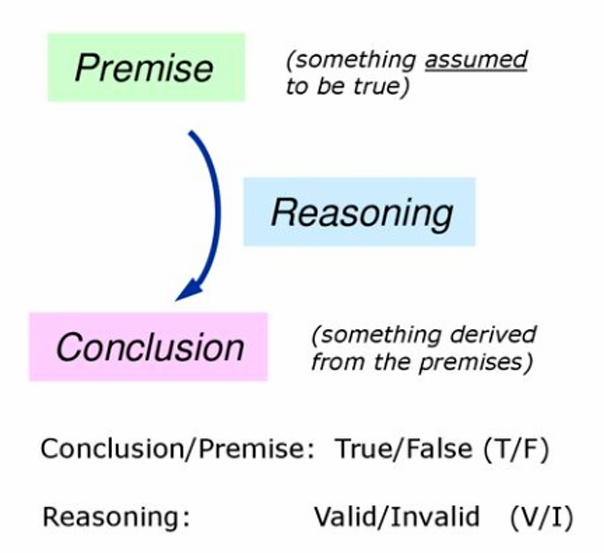 Premise
(something assumed
to be true)
Reasoning
Conclusion
(something derived
from the premises)
Conclusion/Premise: True/False (T/F)
Reasoning: Valid/Invalid (V/I)